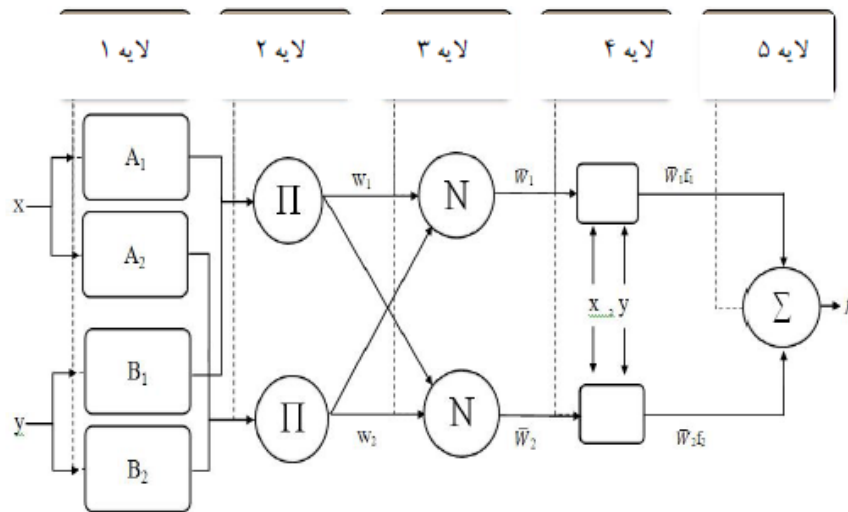 لایه ۱
لایه ۲
لایه ۳
لایه ۴
لایه ۵
A₁
A₂
B₁
B₂
x
y
Π
Π
w₁
w₂
N
N
W̅₁
W̅₂
x و y
W̅₁f₁
W̅₂f₂
Σ